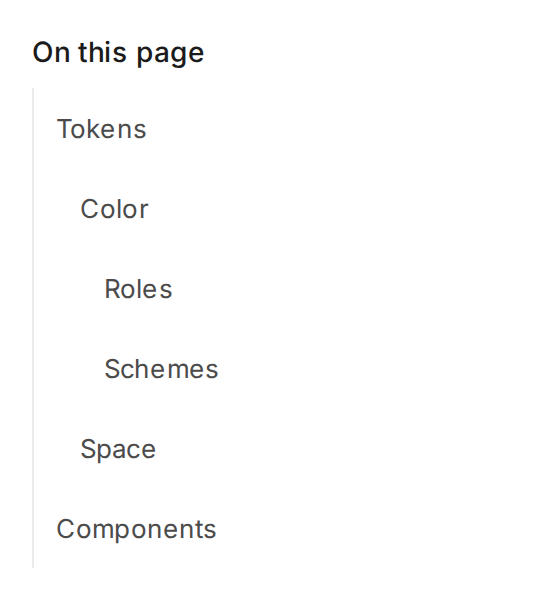 On this page
Tokens
Color
Roles
Schemes
Space
Components